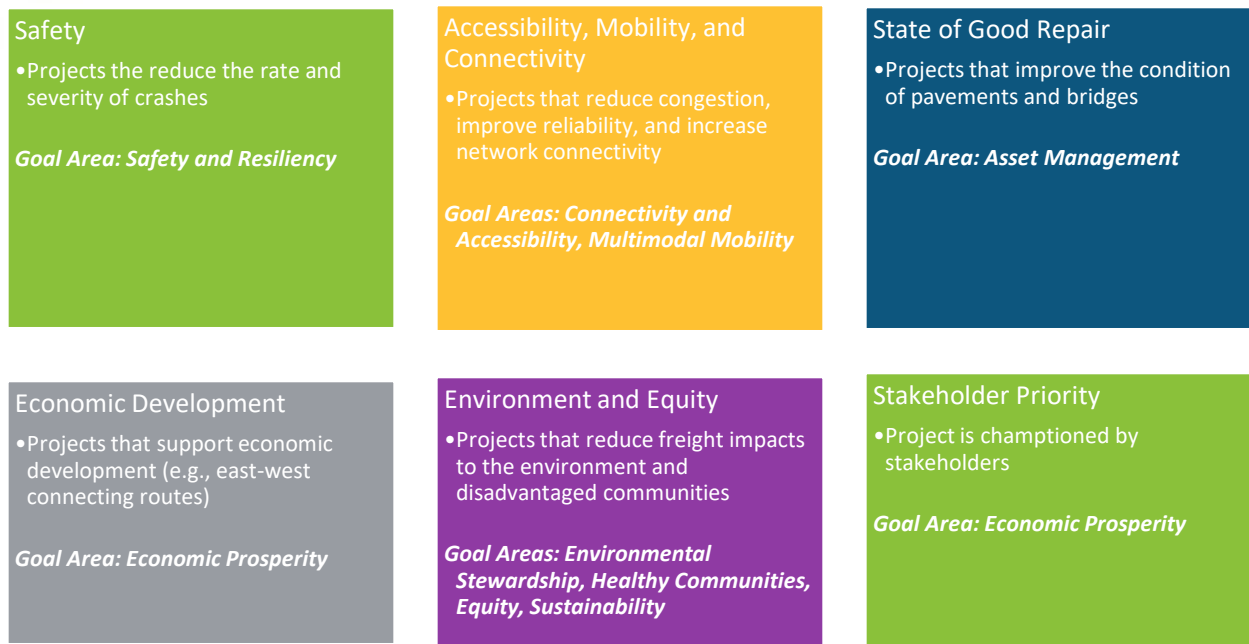 Safety
•Projects the reduce the rate and
severity of crashes
Goal Area: Safety and Resiliency
Accessibility, Mobility, and
Connectivity
•Projects that reduce congestion,
improve reliability, and increase
network connectivity
Goal Areas: Connectivity and
Accessibility, Multimodal Mobility
State of Good Repair
•Projects that improve the condition
of pavements and bridges
Goal Area: Asset Management
Economic Development
•Projects that support economic
development (e.g., east-west
connecting routes)
Goal Area: Economic Prosperity
Environment and Equity
•Projects that reduce freight impacts
to the environment and
disadvantaged communities
Goal Areas: Environmental
Stewardship, Healthy Communities,
Equity, Sustainability
Stakeholder Priority
•Project is champtioned by
stakeholders
Goal Area: Economic Prosperity